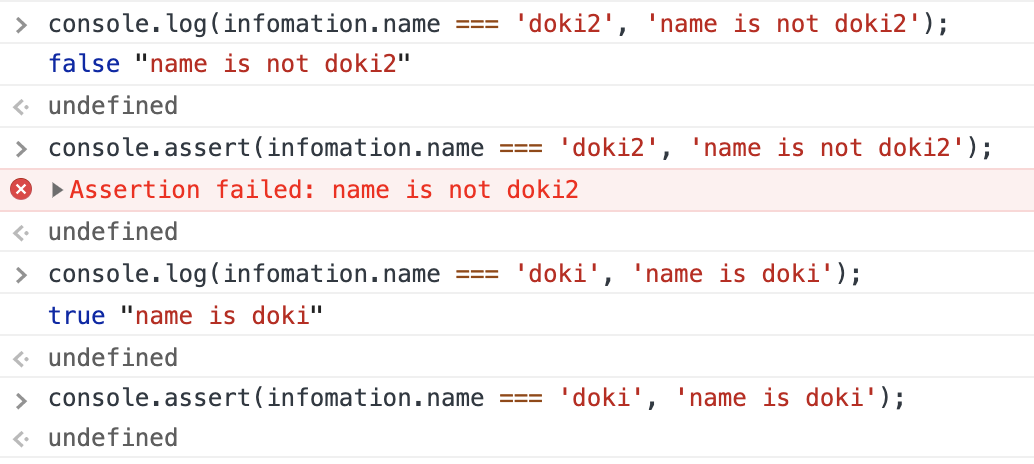 console.log(infomation.name === 'doki2', 'name is not doki2');
false "name is not doki2"
undefined
console.assert(infomation.name === 'doki2', 'name is not doki2');
Assertion failed: name is not doki2
undefined
console.log(infomation.name === 'doki', 'name is doki');
true "name is doki"
undefined
console.assert(infomation.name === 'doki', 'name is doki');
undefined